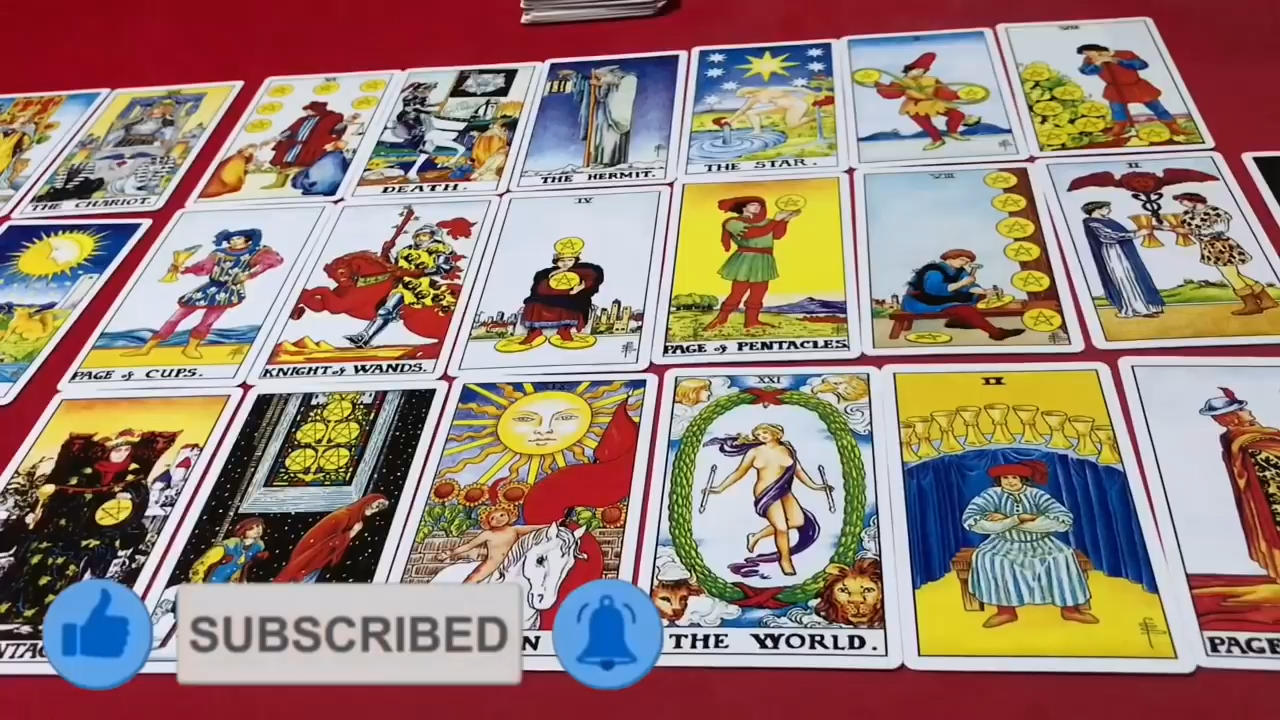 THE CHARIOT.
DEATH.
THE HERMIT.
THE STAR.
PAGE of CUPS.
KNIGHT of WANDS.
IV
PAGE of PENTACLES.
VIII
II
XXI
SUBSCRIBED
THE WORLD.
PAGE